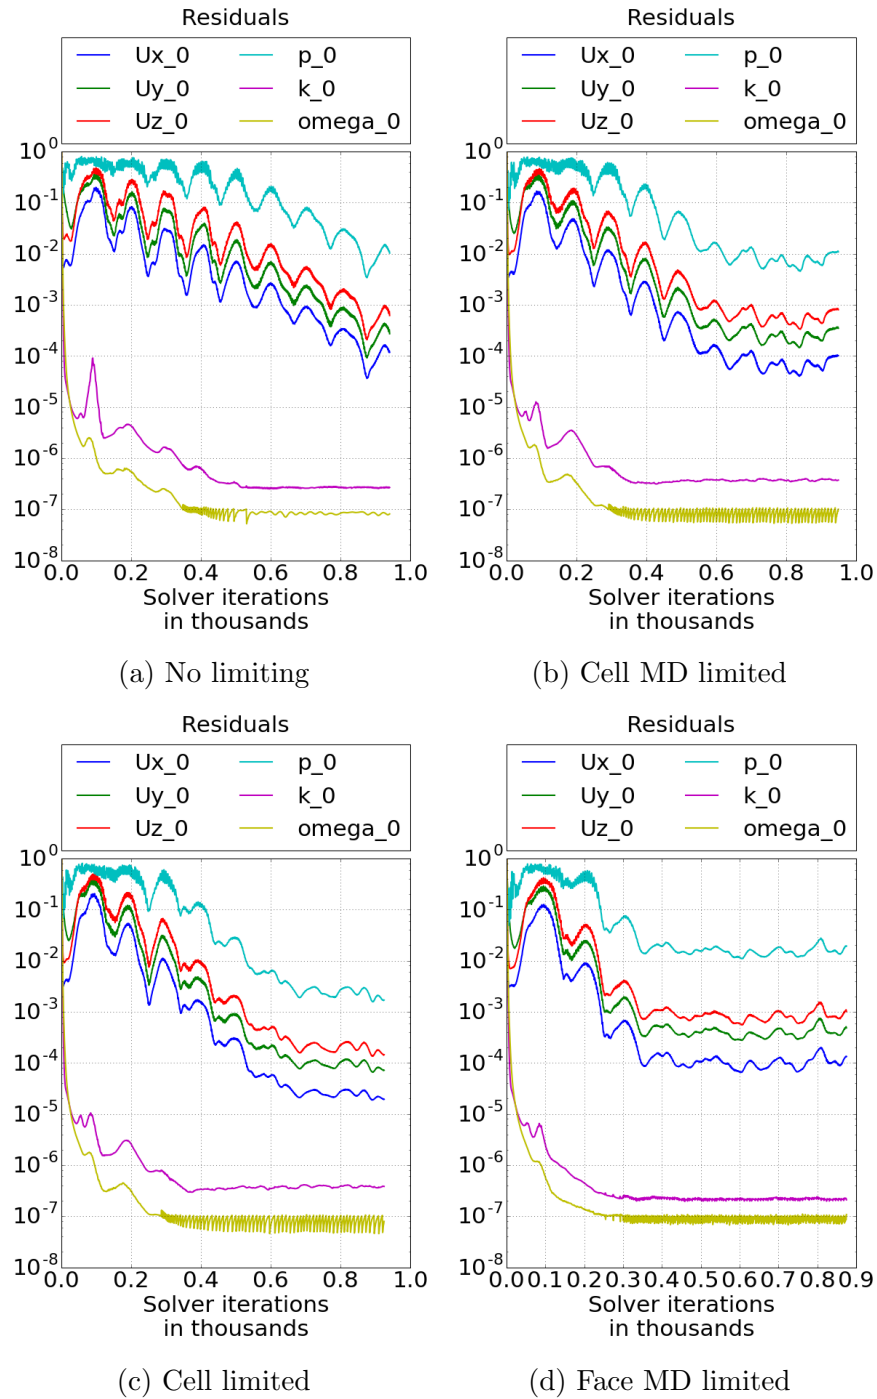 Residuals
Ux_0 p_0
Uy_0 k_0
Uz_0 omega_0
10^0
10^-1
10^-2
10^-3
10^-4
10^-5
10^-6
10^-7
10^-8
0.0 0.2 0.4 0.6 0.8 1.0
Solver iterations
in thousands
(a) No limiting
Residuals
Ux_0 p_0
Uy_0 k_0
Uz_0 omega_0
10^0
10^-1
10^-2
10^-3
10^-4
10^-5
10^-6
10^-7
10^-8
0.0 0.2 0.4 0.6 0.8 1.0
Solver iterations
in thousands
(b) Cell MD limited
Residuals
Ux_0 p_0
Uy_0 k_0
Uz_0 omega_0
10^0
10^-1
10^-2
10^-3
10^-4
10^-5
10^-6
10^-7
10^-8
0.0 0.2 0.4 0.6 0.8 1.0
Solver iterations
in thousands
(c) Cell limited
Residuals
Ux_0 p_0
Uy_0 k_0
Uz_0 omega_0
10^0
10^-1
10^-2
10^-3
10^-4
10^-5
10^-6
10^-7
10^-8
0.0 0.1 0.2 0.3 0.4 0.5 0.6 0.7 0.8 0.9
Solver iterations
in thousands
(d) Face MD limited